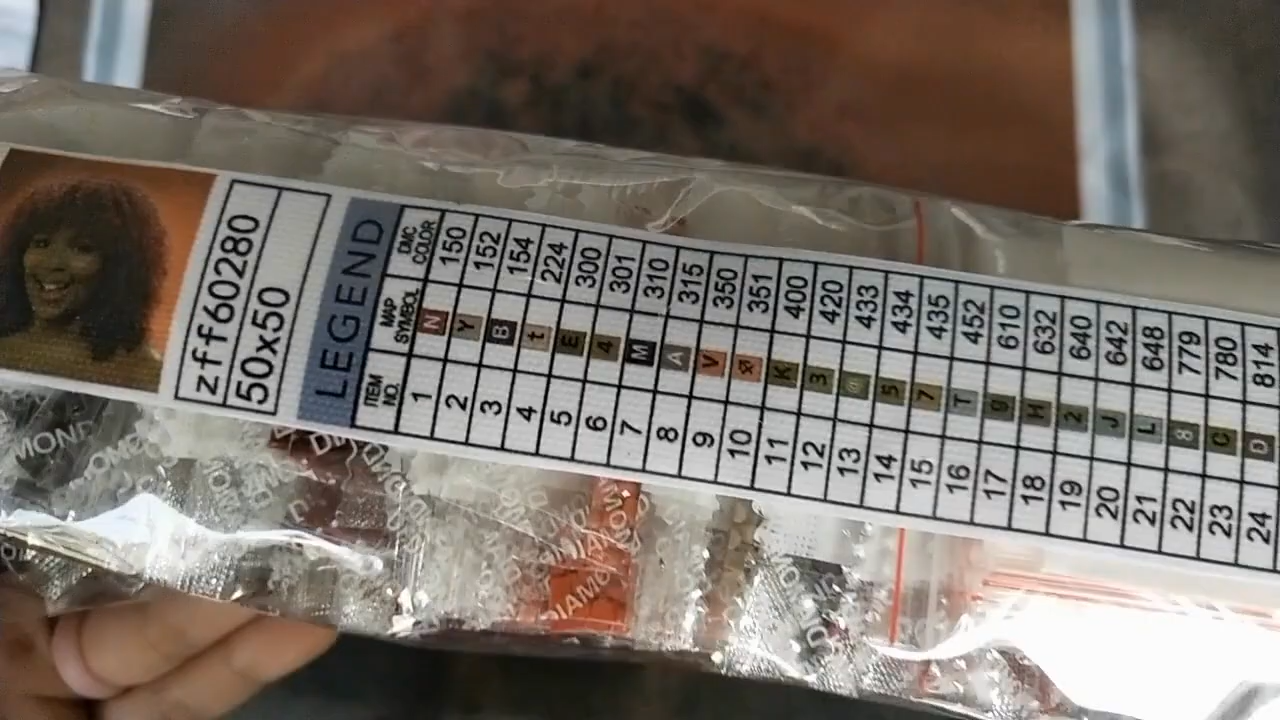 zff60280
50x50
LEGEND
ITEM NO. MAP SYMBOL DMC COLOR
1 N 150
2 Y 152
3 B 154
4 t 224
5 E 300
6 4 301
7 M 310
8 A 315
9 V 350
10 351
11 K 400
12 3 420
13 433
14 5 434
15 7 435
16 T 452
17 9 610
18 H 632
19 2 640
20 J 642
21 L 648
22 8 779
23 C 780
24 D 814
MOND
DIAMO